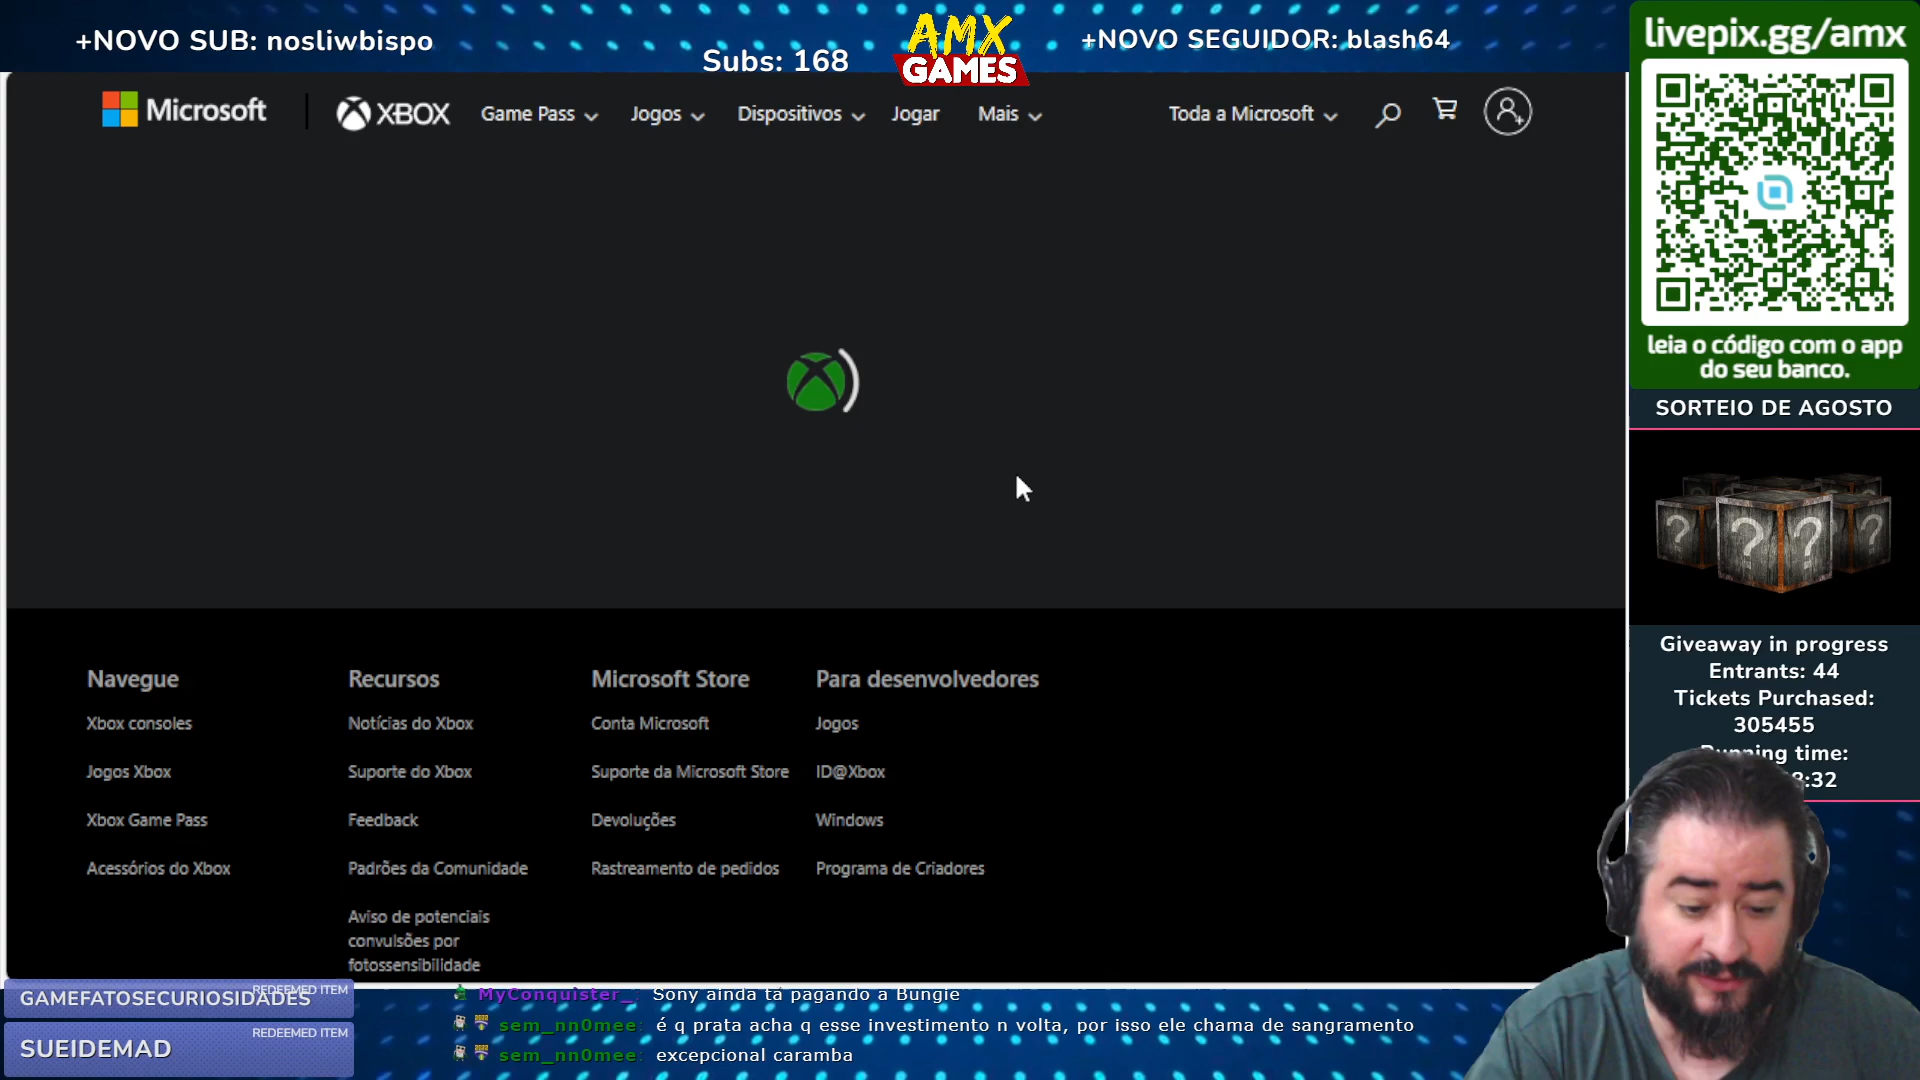 +NOVO SUB: nosliwbispo
Subs: 168
AMX
GAMES
+NOVO SEGUIDOR: blash64
livepix.gg/amx
Microsoft
XBOX
Game Pass
Jogos
Dispositivos
Jogar
Mais
Toda a Microsoft
leia o código com o app
do seu banco.
SORTEIO DE AGOSTO
? ? ? ?
Giveaway in progress
Entrants: 44
Tickets Purchased:
305455
time:
:32
Navegue
Xbox consoles
Jogos Xbox
Xbox Game Pass
Acessórios do Xbox
Recursos
Notícias do Xbox
Suporte do Xbox
Feedback
Padrões da Comunidade
Aviso de potenciais
convulsões por
fotossensibilidade
Microsoft Store
Conta Microsoft
Suporte da Microsoft Store
Devoluções
Rastreamento de pedidos
Para desenvolvedores
Jogos
ID@Xbox
Windows
Programa de Criadores
REDEEMED ITEM
GAMEFATOSECURIOSIDADES
REDEEMED ITEM
SUEIDEMAD
MyConquister_: Sony ainda tá pagando a Bungie
sem_nn0mee: é q prata acha q esse investimento n volta, por isso ele chama de sangramento
sem_nn0mee: excepcional caramba